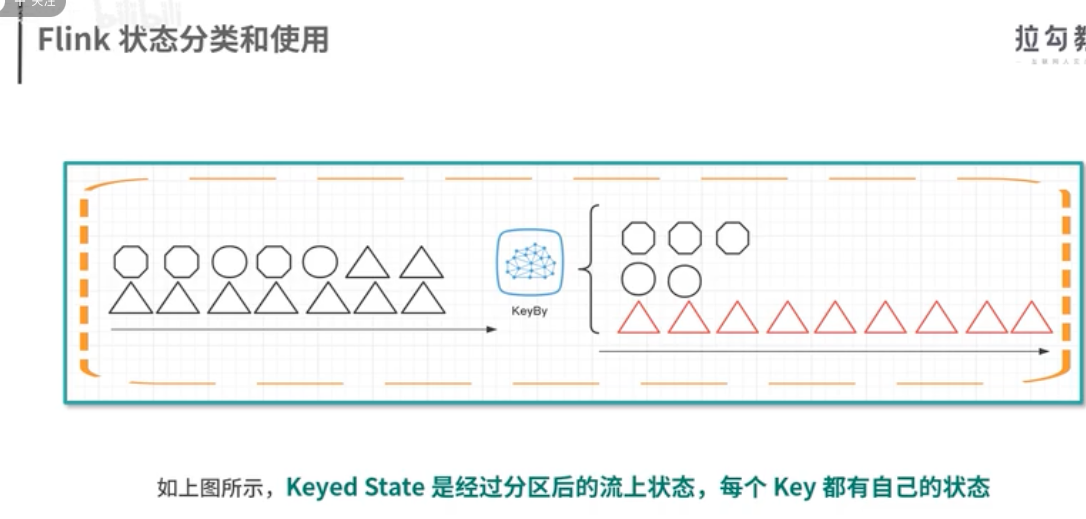 关注
bilibili
Flink 状态分类和使用
拉勾教
KeyBy
如上图所示，Keyed State 是经过分区后的流上状态，每个 Key 都有自己的状态